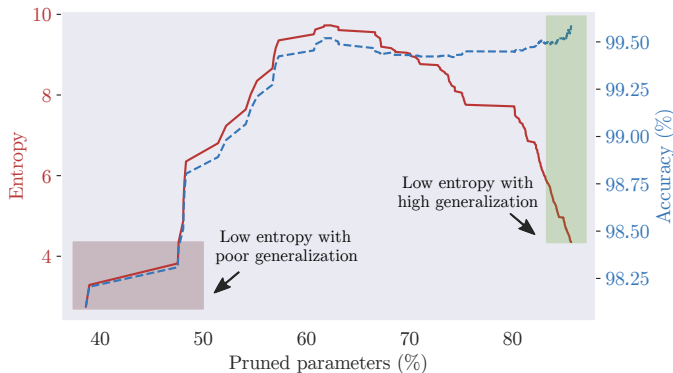 10
8
6
4
Entropy
99.50
99.25
99.00
98.75
98.50
98.25
Accuracy (%)
Low entropy with
high generalization
Low entropy with
poor generalization
40 50 60 70 80
Pruned parameters (%)